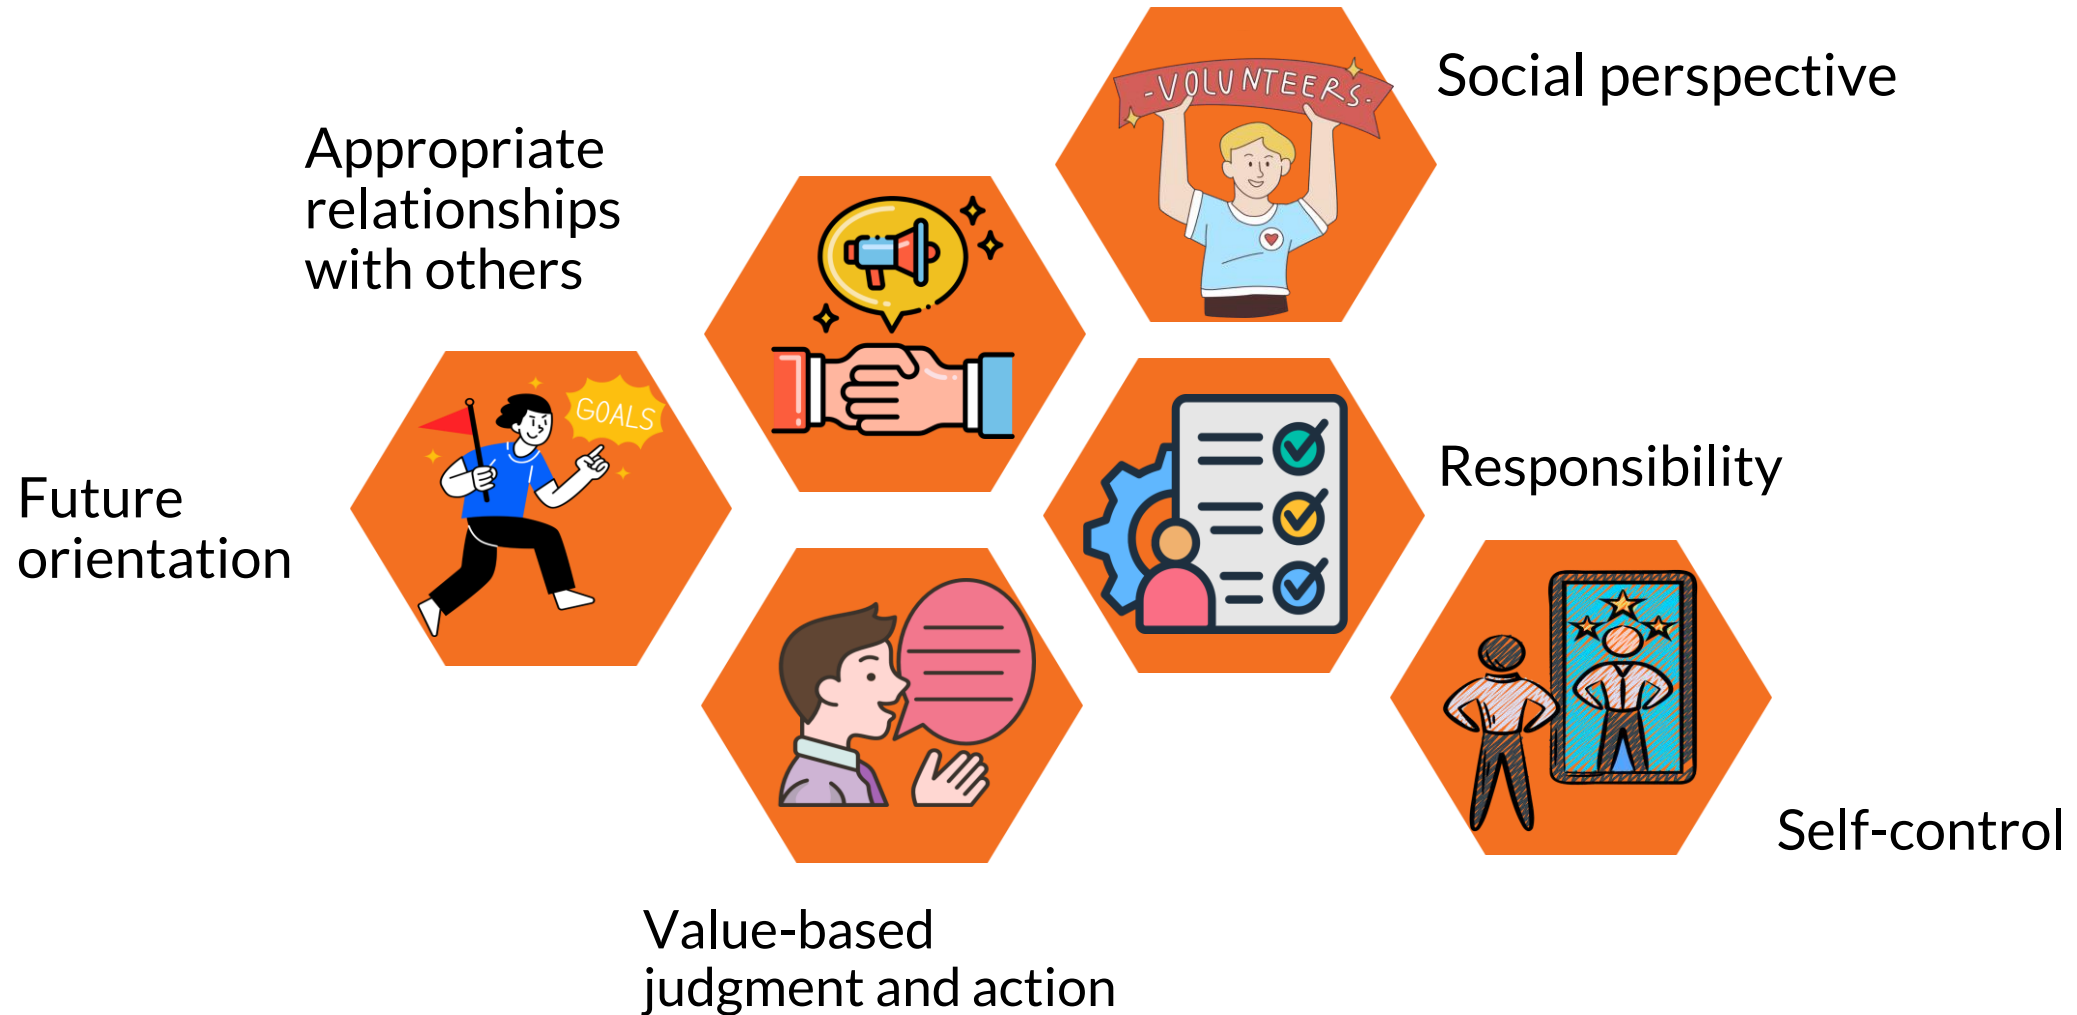 -VOLUNTEERS-
Social perspective
Appropriate
relationships
with others
GOALS
Future
orientation
Responsibility
Self-control
Value-based
judgment and action